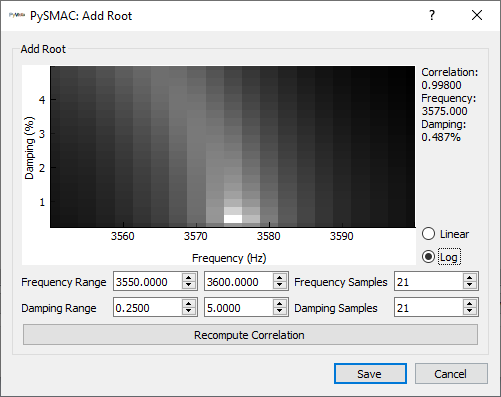 PySMAC: Add Root
Add Root
Correlation:
0.99800
Frequency:
3575.000
Damping:
0.487%
4
3
2
1
Damping (%)
3560 3570 3580 3590
Frequency (Hz)
Linear
Log
Frequency Range 3550.0000 3600.0000 Frequency Samples 21
Damping Range 0.2500 5.0000 Damping Samples 21
Recompute Correlation
Save Cancel